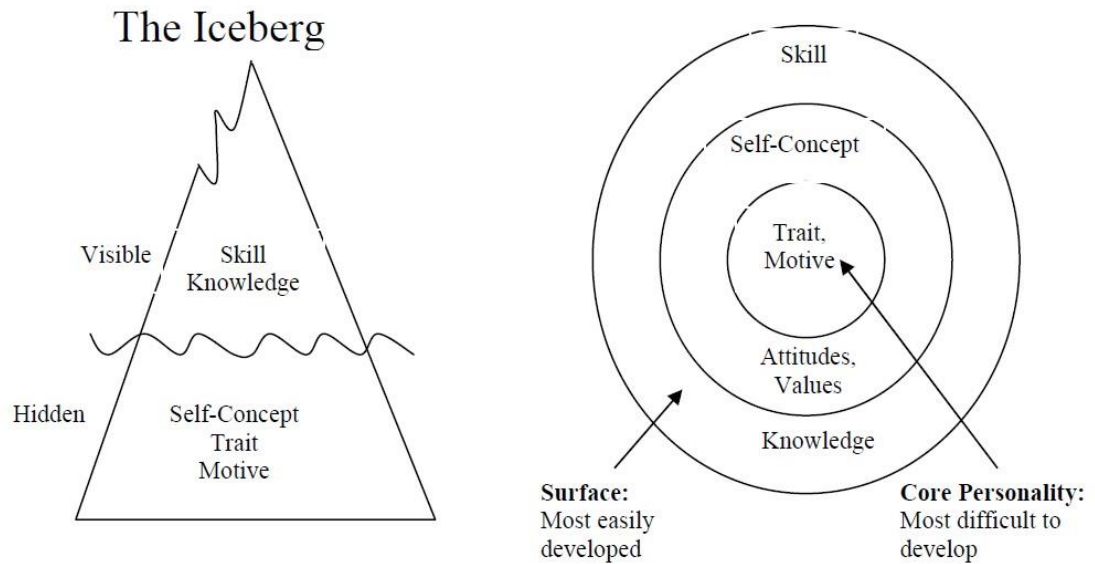 The Iceberg
Visible
Skill
Knowledge
Hidden
Self-Concept
Trait
Motive
Skill
Self-Concept
Trait,
Motive
Attitudes,
Values
Knowledge
Surface:
Most easily
developed
Core Personality:
Most difficult to
develop